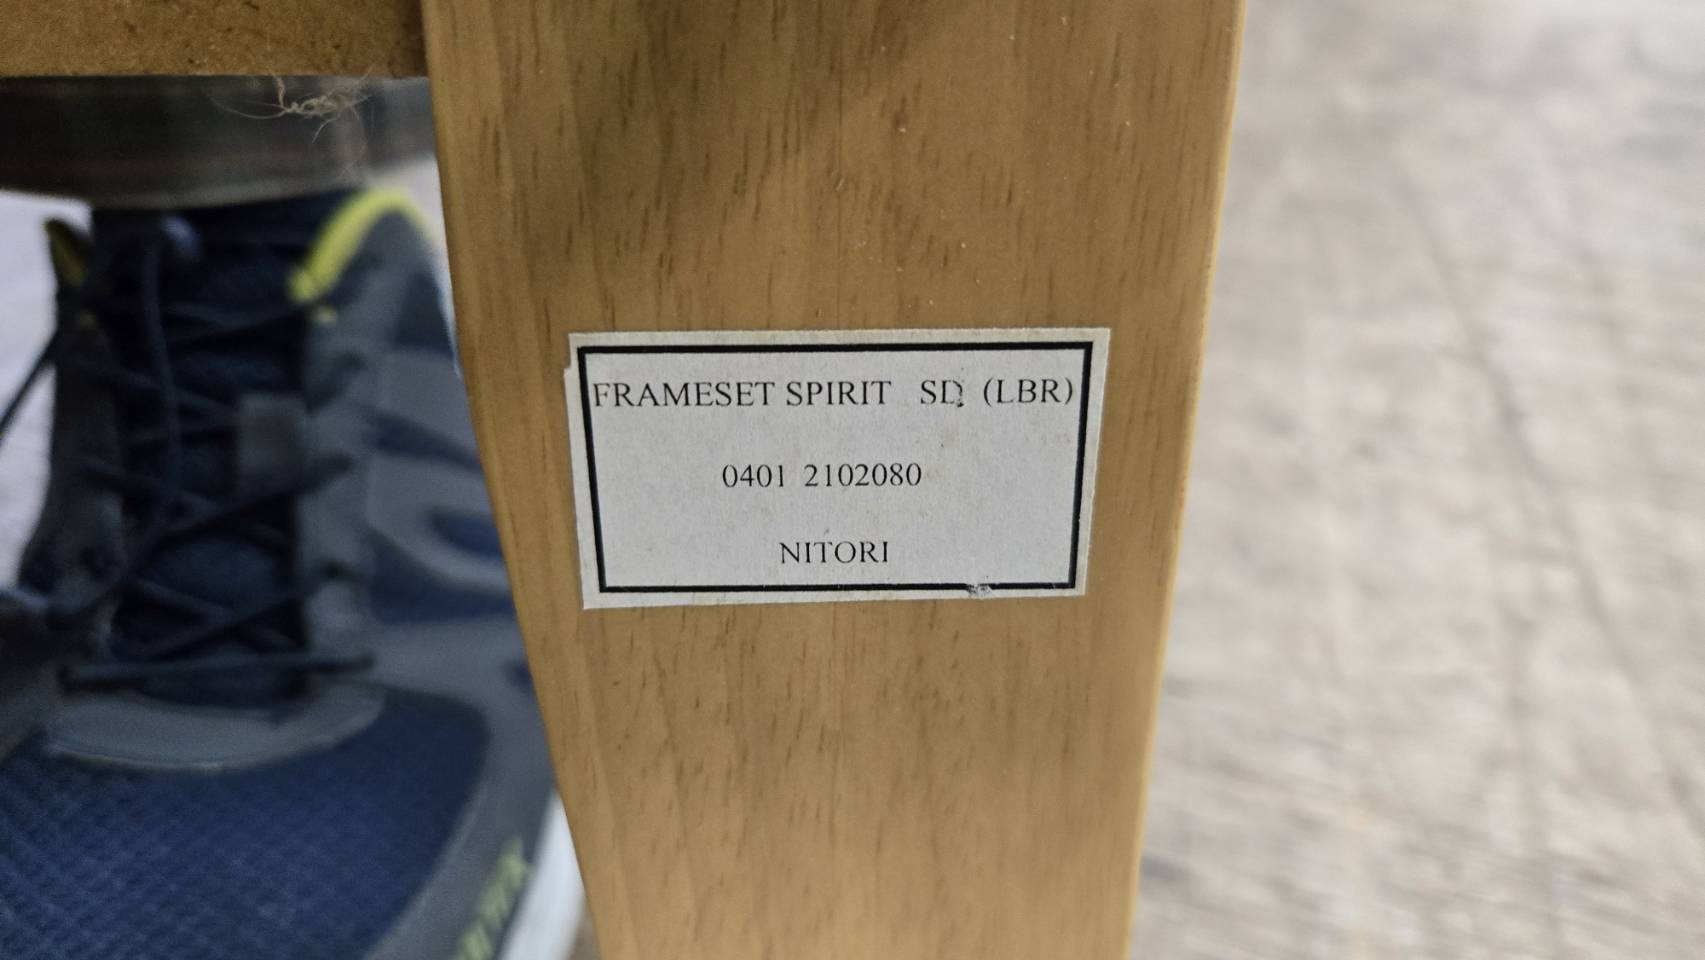 FRAMESET SPIRIT SD (LBR)
0401 2102080
NITORI